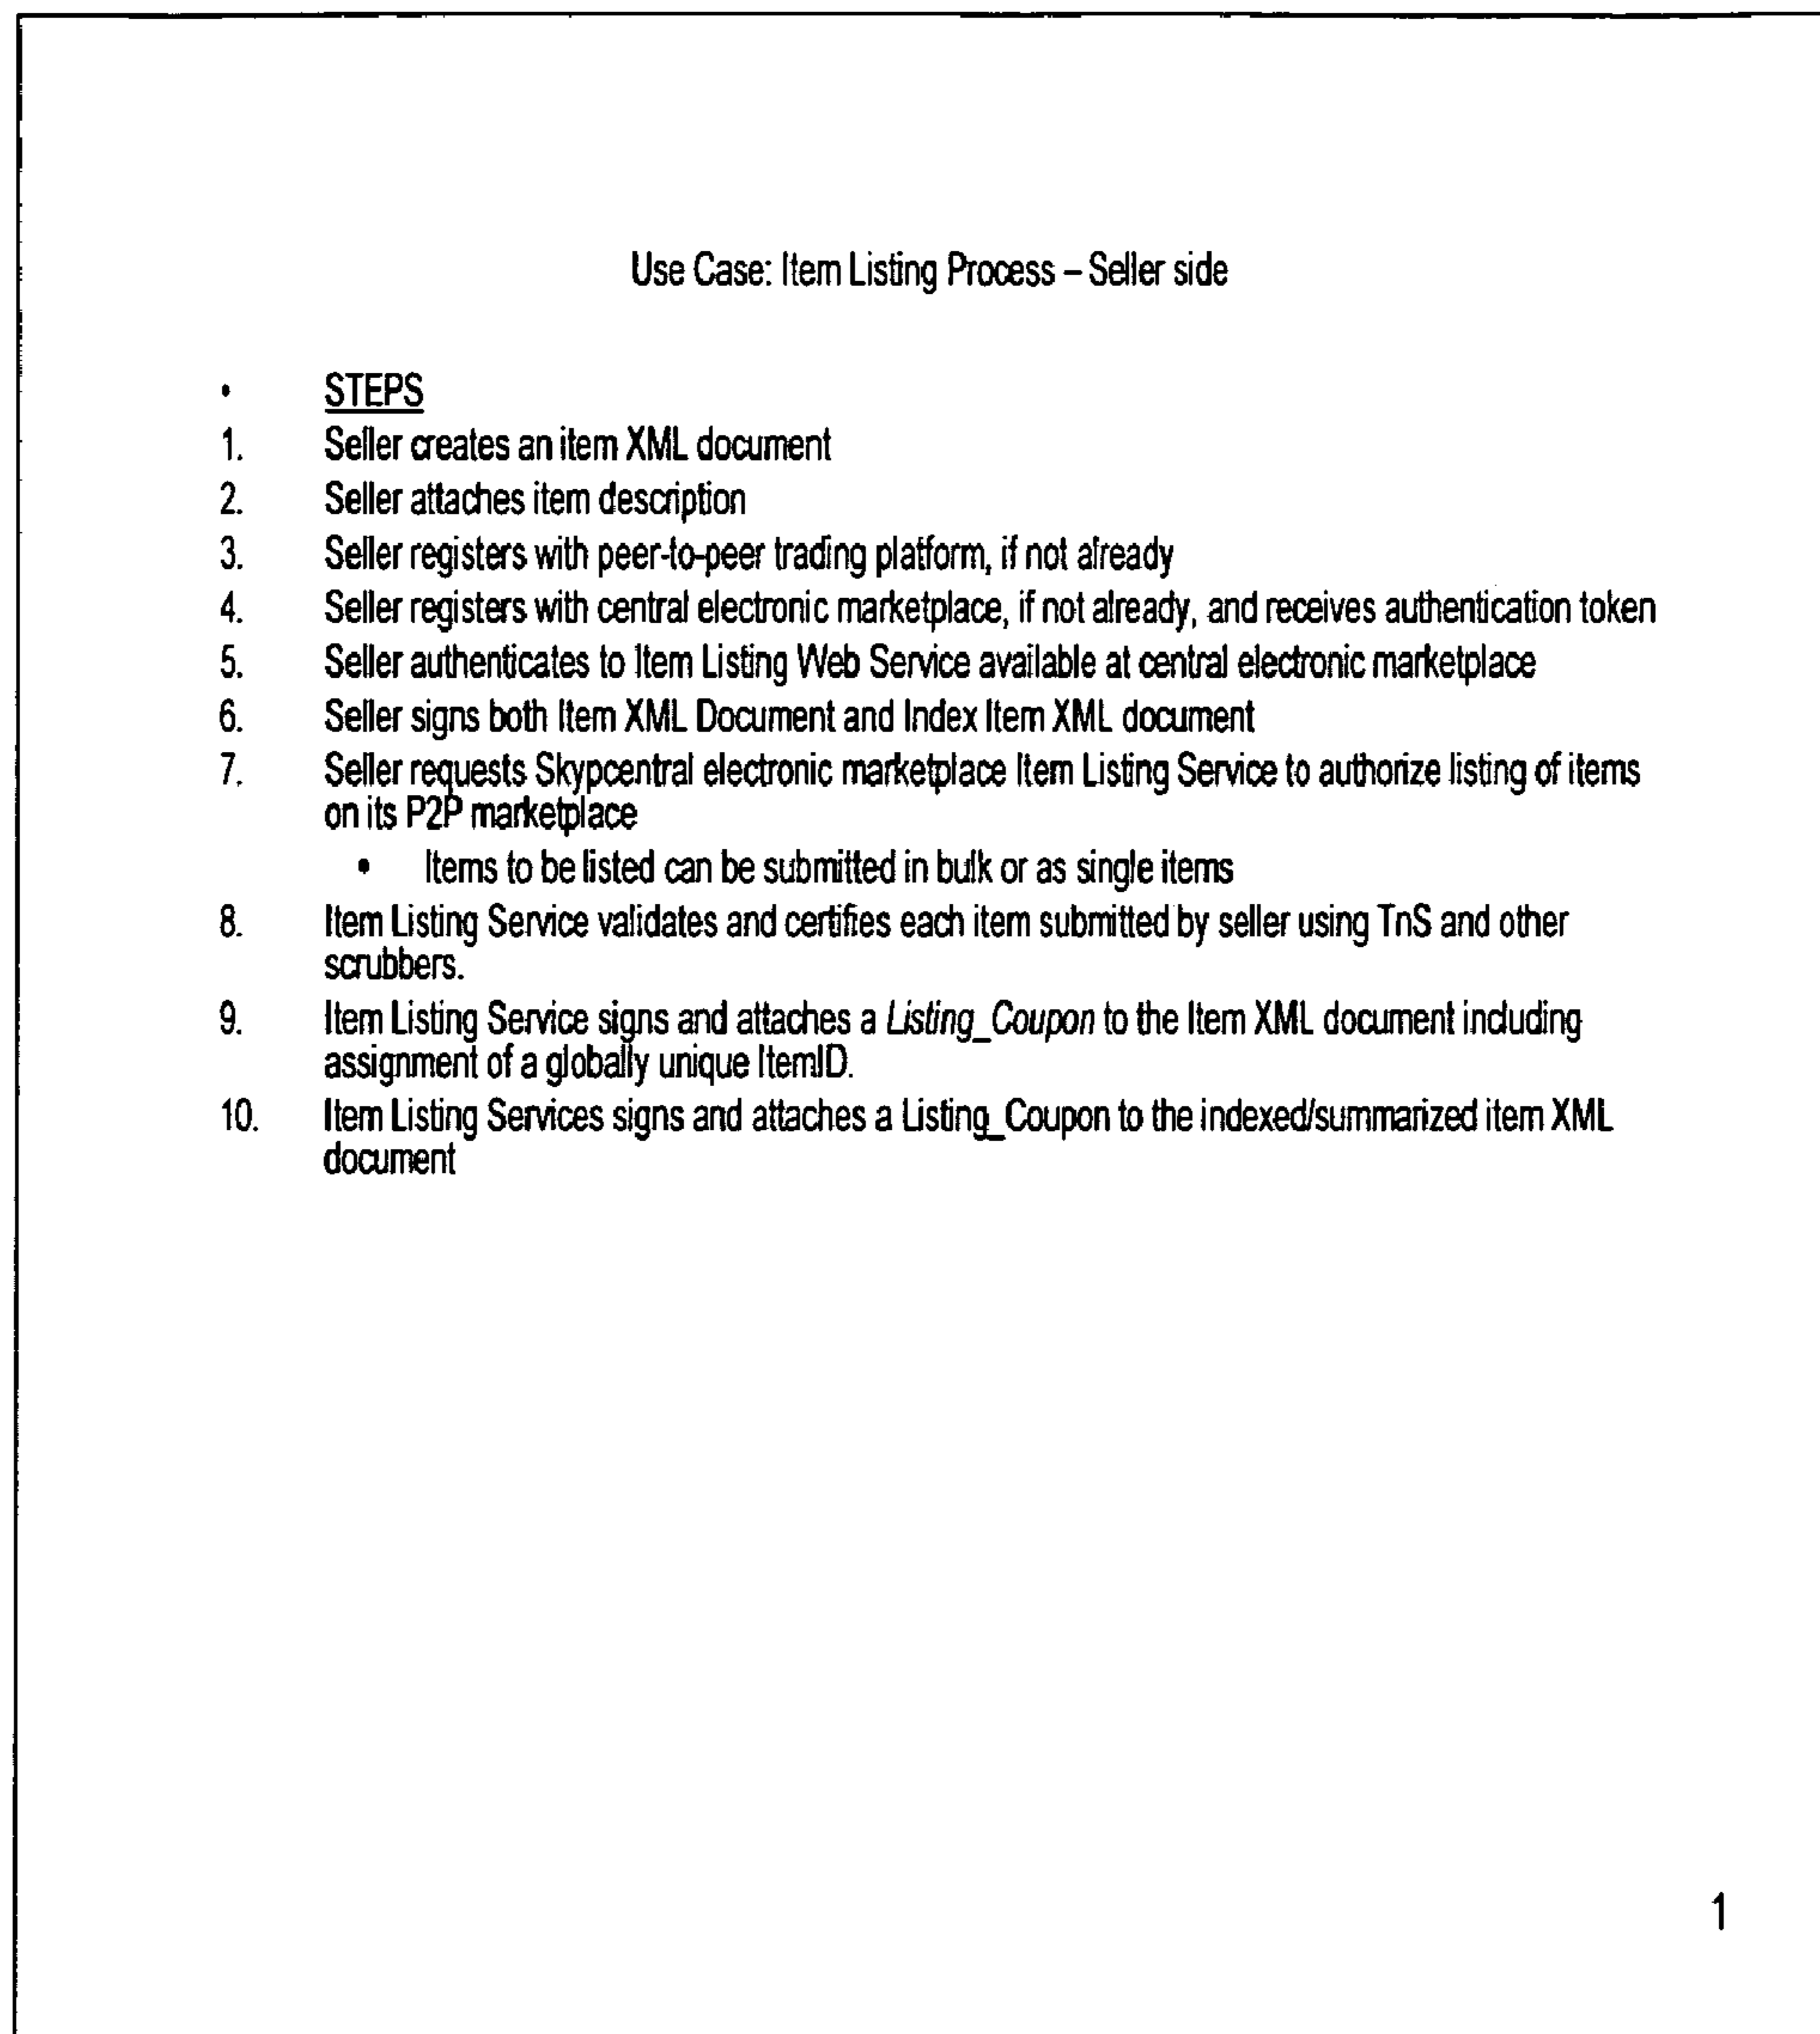 Use Case: Item Listing Process – Seller side
• STEPS
1. Seller creates an item XML document
2. Seller attaches item description
3. Seller registers with peer-to-peer trading platform, if not already
4. Seller registers with central electronic marketplace, if not already, and receives authentication token
5. Seller authenticates to Item Listing Web Service available at central electronic marketplace
6. Seller signs both Item XML Document and Index Item XML document
7. Seller requests Skypcentral electronic marketplace Item Listing Service to authorize listing of items
on its P2P marketplace
• Items to be listed can be submitted in bulk or as single items
8. Item Listing Service validates and certifies each item submitted by seller using TnS and other
scrubbers.
9. Item Listing Service signs and attaches a Listing_Coupon to the Item XML document including
assignment of a globally unique ItemID.
10. Item Listing Services signs and attaches a Listing_Coupon to the indexed/summarized item XML
document
1